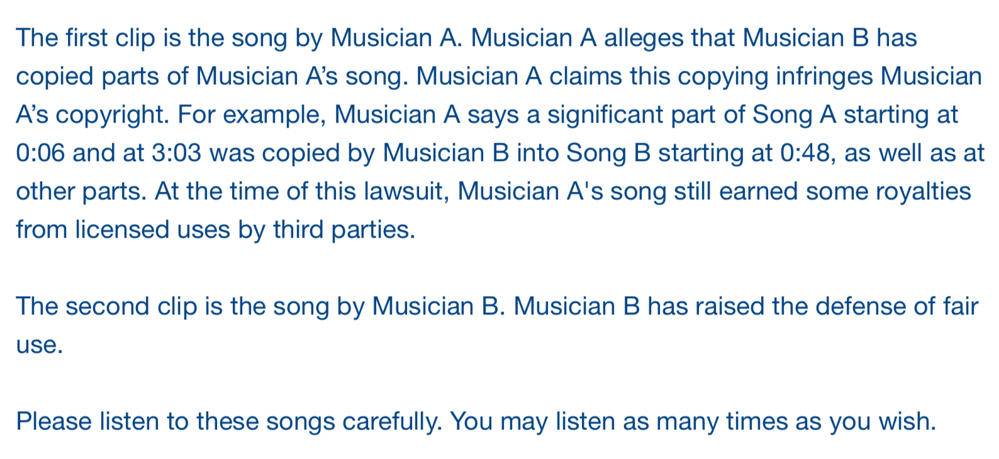 The first clip is the song by Musician A. Musician A alleges that Musician B has
copied parts of Musician A’s song. Musician A claims this copying infringes Musician
A’s copyright. For example, Musician A says a significant part of Song A starting at
0:06 and at 3:03 was copied by Musician B into Song B starting at 0:48, as well as at
other parts. At the time of this lawsuit, Musician A's song still earned some royalties
from licensed uses by third parties.
The second clip is the song by Musician B. Musician B has raised the defense of fair
use.
Please listen to these songs carefully. You may listen as many times as you wish.